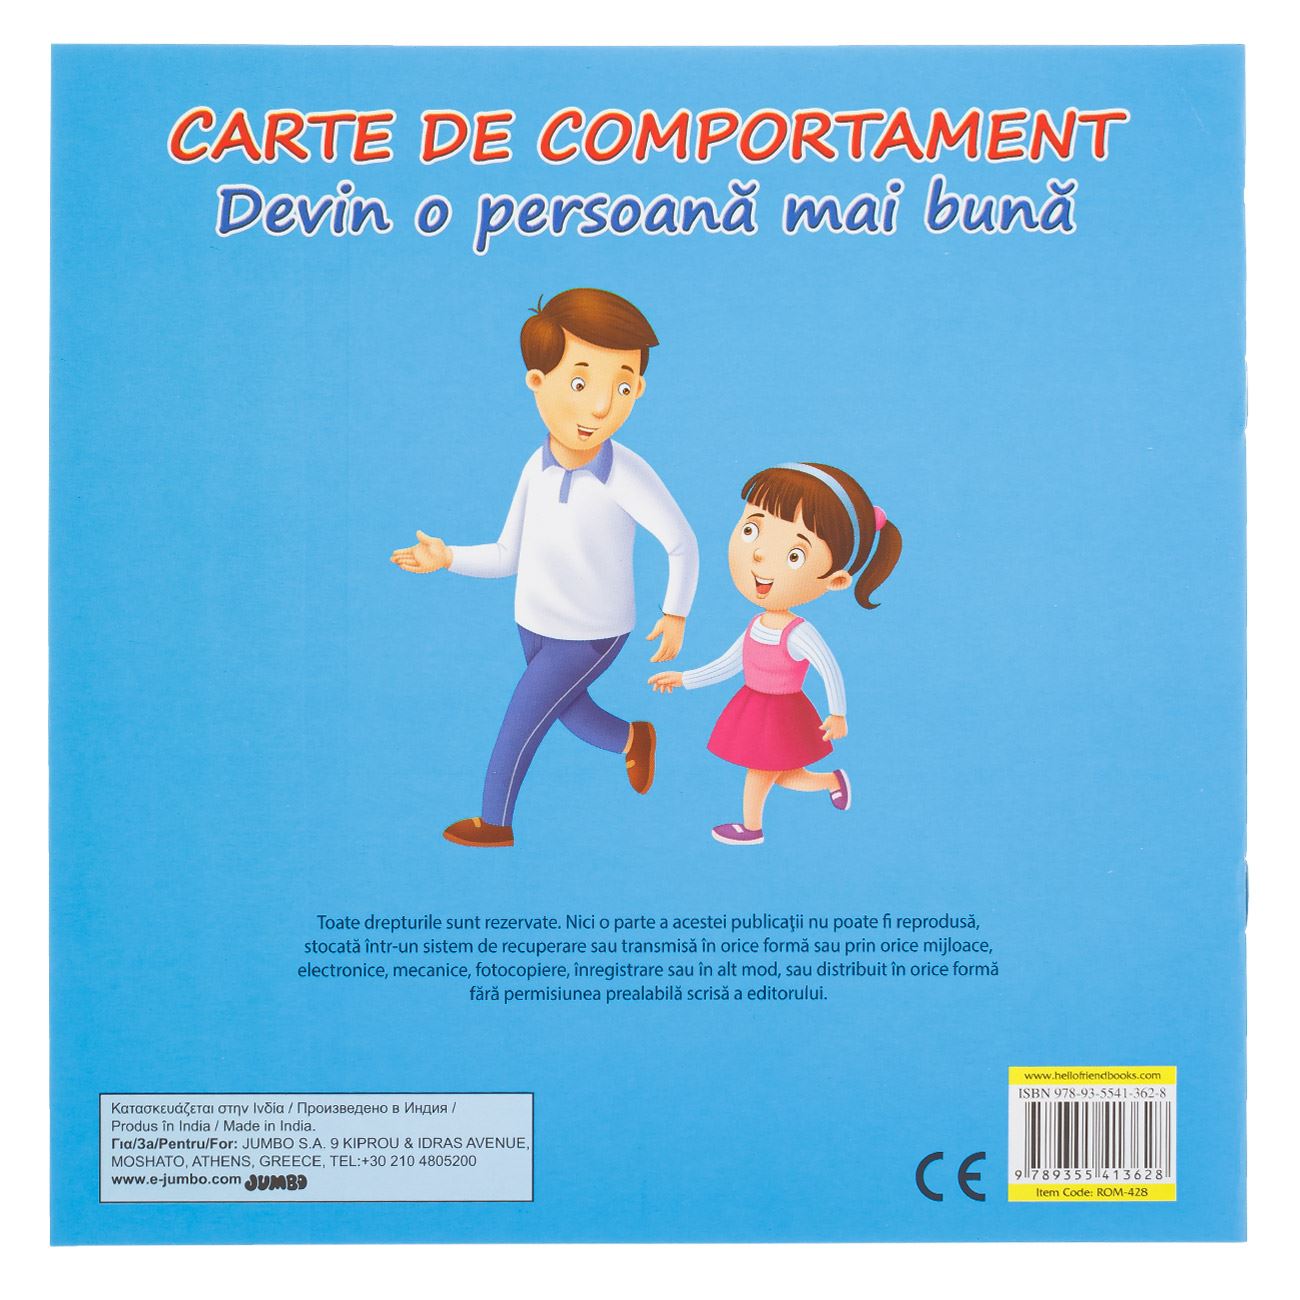 CARTE DE COMPORTAMENT
Devin o persoană mai bună
Toate drepturile sunt rezervate. Nici o parte a acestei publicaţii nu poate fi reprodusă,
stocată într-un sistem de recuperare sau transmisă în orice formă sau prin orice mijloace,
electronice, mecanice, fotocopiere, înregistrare sau în alt mod, sau distribuit în orice formă
fără permisiunea prealabilă scrisă a editorului.
Κατασκευάζεται στην Ινδία / Произведено в Индия /
Produs în India / Made in India.
Για/За/Pentru/For: JUMBO S.A. 9 KIPROU & IDRAS AVENUE,
MOSHATO, ATHENS, GREECE, TEL:+30 210 4805200
www.e-jumbo.com JUMBO
CE
www.hellofriendbooks.com
ISBN 978-93-5541-362-8
9 789355 413628
Item Code: ROM-428